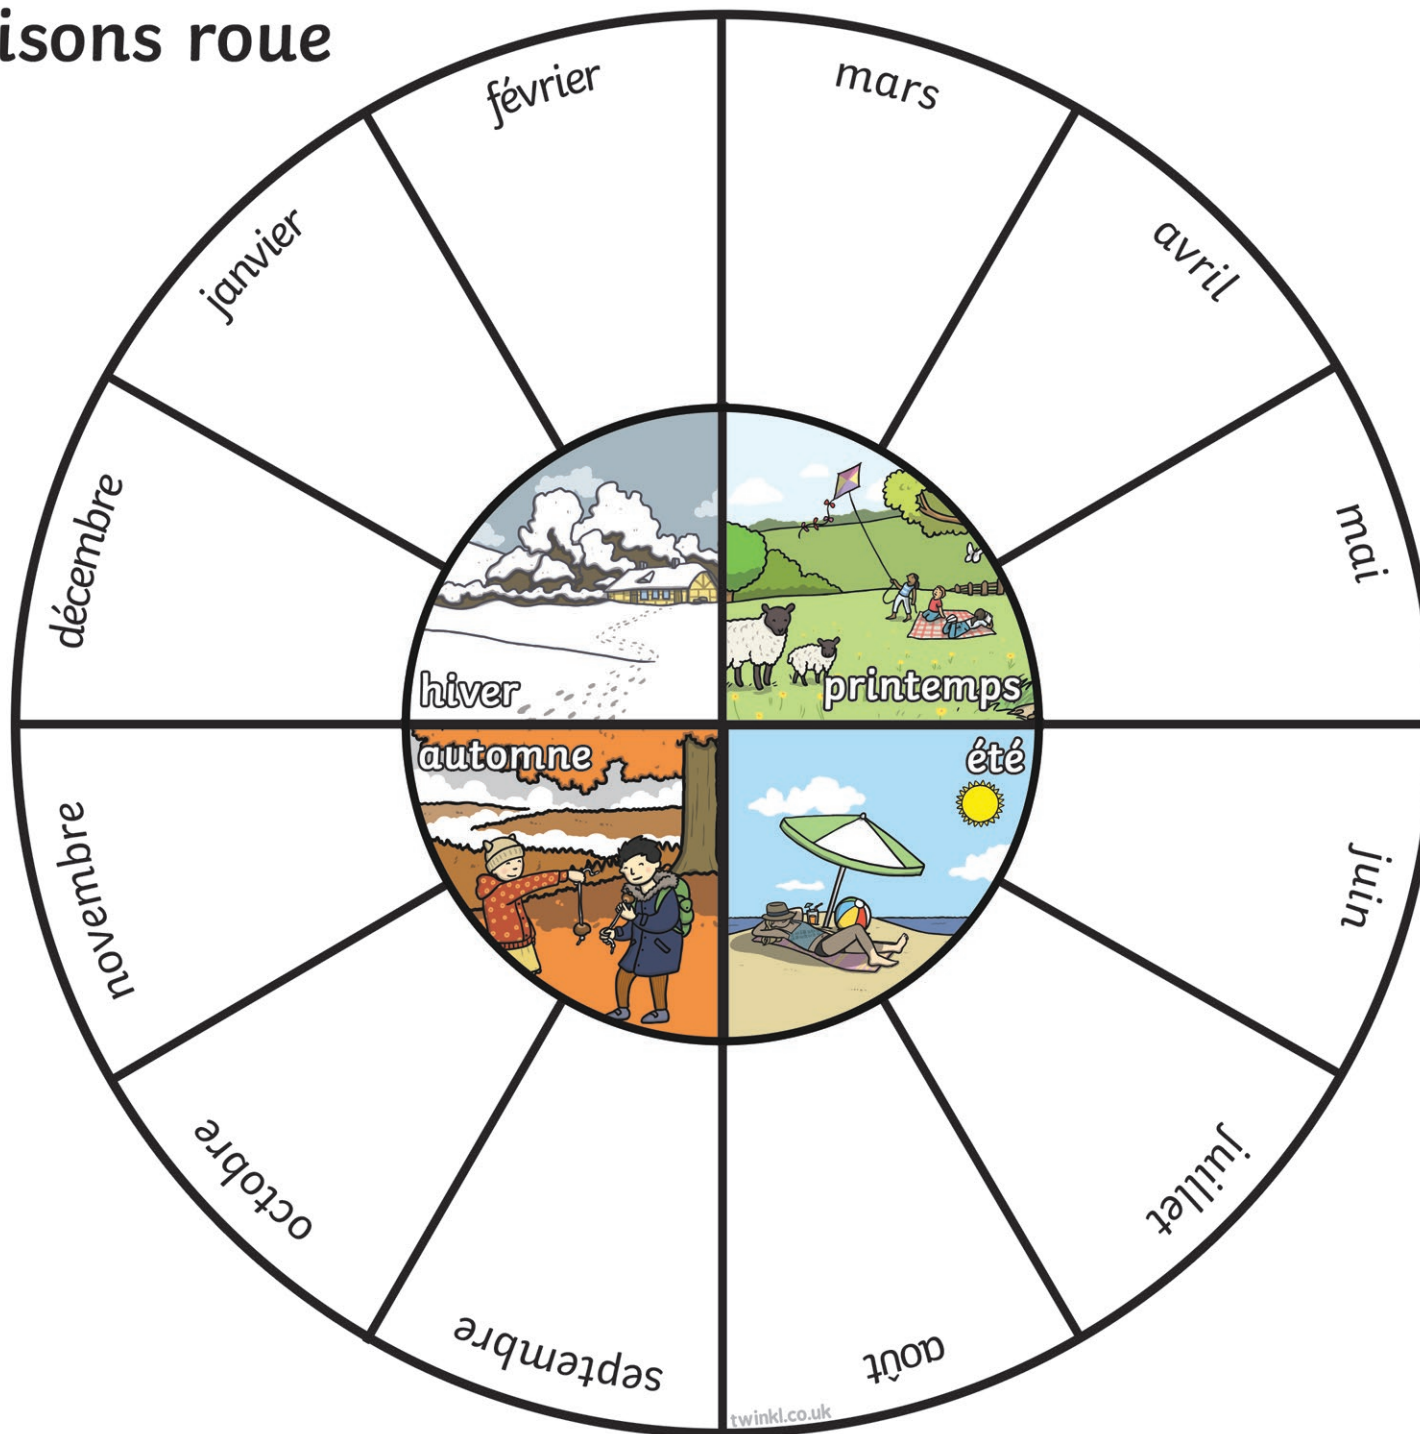 isons roue
février
mars
avril
mai
juin
juillet
août
septembre
octobre
novembre
décembre
janvier
hiver
printemps
automne
été
twinkl.co.uk